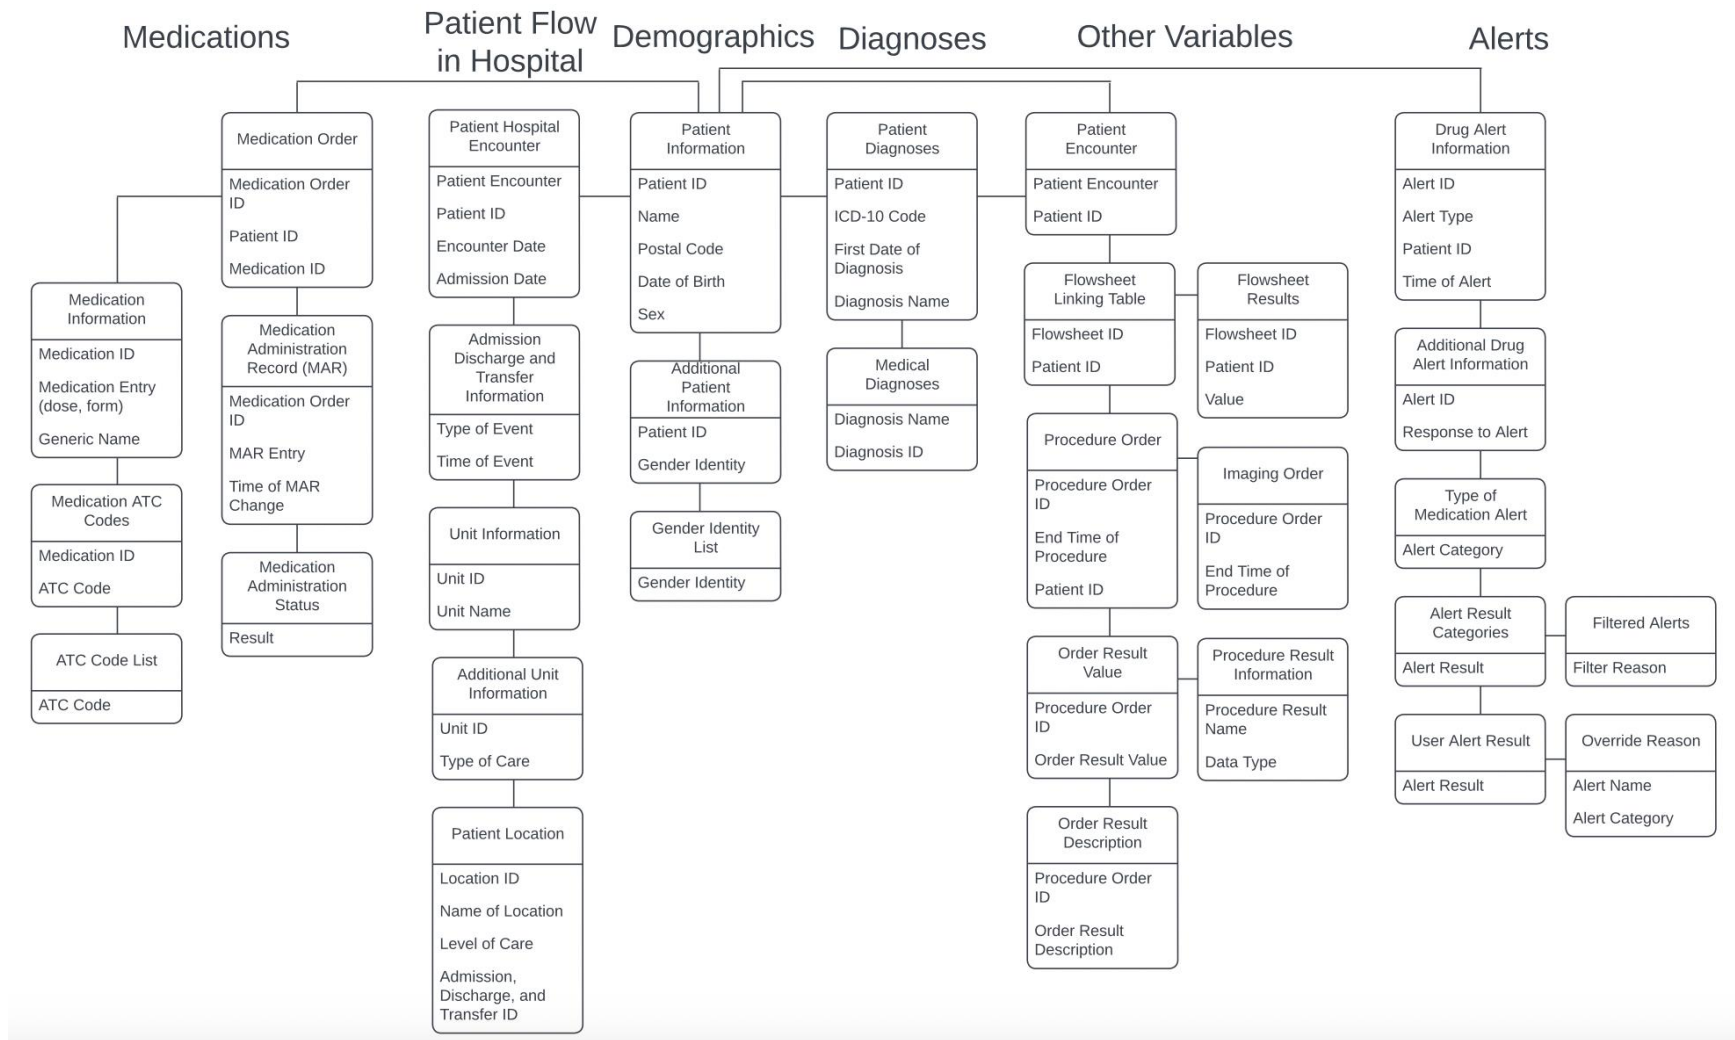 Medications
Patient Flow
in Hospital
Demographics
Diagnoses
Other Variables
Alerts
Medication Order
Medication Order
ID
Patient ID
Medication ID
Medication
Information
Medication ID
Medication Entry
(dose, form)
Generic Name
Medication ATC
Codes
Medication ID
ATC Code
ATC Code List
ATC Code
Medication
Administration
Record (MAR)
Medication Order
ID
MAR Entry
Time of MAR
Change
Medication
Administration
Status
Result
Patient Hospital
Encounter
Patient Encounter
Patient ID
Encounter Date
Admission Date
Admission
Discharge and
Transfer
Information
Type of Event
Time of Event
Unit Information
Unit ID
Unit Name
Additional Unit
Information
Unit ID
Type of Care
Patient Location
Location ID
Name of Location
Level of Care
Admission,
Discharge, and
Transfer ID
Patient
Information
Patient ID
Name
Postal Code
Date of Birth
Sex
Additional
Patient
Information
Patient ID
Gender Identity
Gender Identity
List
Gender Identity
Patient
Diagnoses
Patient ID
ICD-10 Code
First Date of
Diagnosis
Diagnosis Name
Medical
Diagnoses
Diagnosis Name
Diagnosis ID
Patient
Encounter
Patient Encounter
Patient ID
Flowsheet
Linking Table
Flowsheet ID
Patient ID
Flowsheet
Results
Flowsheet ID
Patient ID
Value
Procedure Order
Procedure Order
ID
End Time of
Procedure
Patient ID
Imaging Order
Procedure Order
ID
End Time of
Procedure
Order Result
Value
Procedure Order
ID
Order Result Value
Procedure Result
Information
Procedure Result
Name
Data Type
Order Result
Description
Procedure Order
ID
Order Result
Description
Drug Alert
Information
Alert ID
Alert Type
Patient ID
Time of Alert
Additional Drug
Alert Information
Alert ID
Response to Alert
Type of
Medication Alert
Alert Category
Alert Result
Categories
Alert Result
Filtered Alerts
Filter Reason
User Alert Result
Alert Result
Override Reason
Alert Name
Alert Category